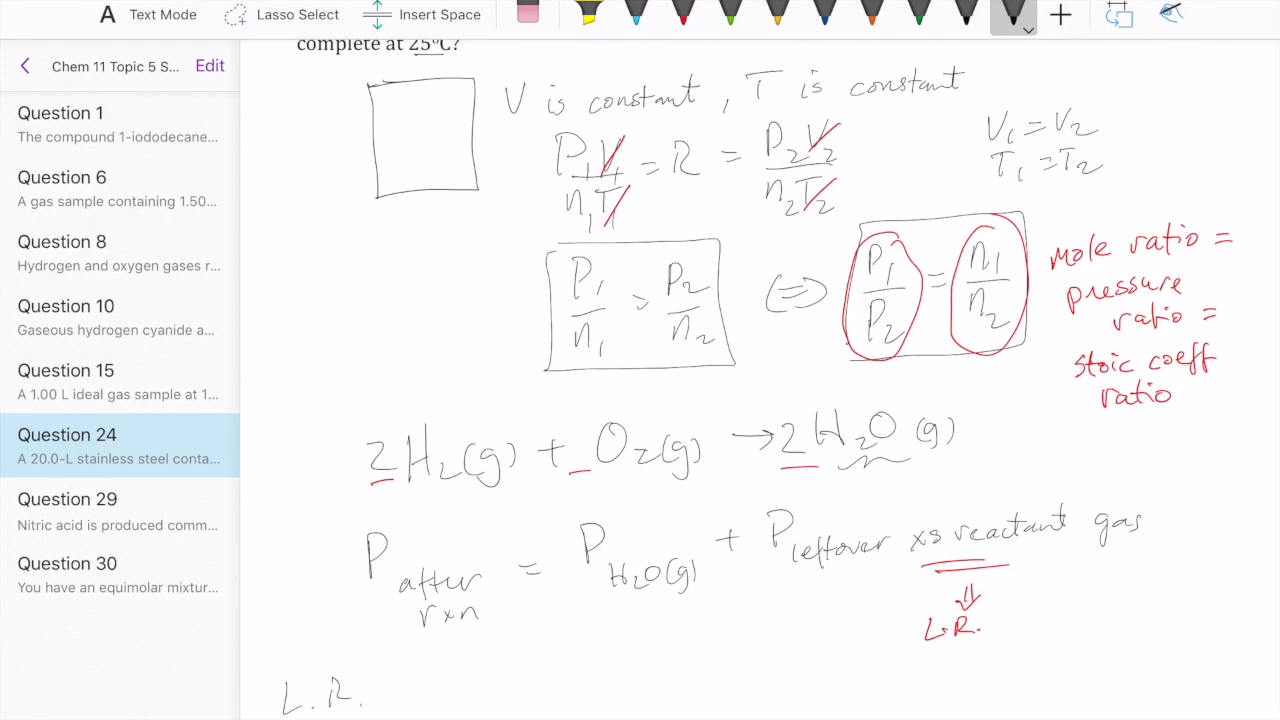 Text Mode Lasso Select Insert Space
Chem 11 Topic 5 S... Edit
Question 1
The compound 1-iododecane...
Question 6
A gas sample containing 1.50...
Question 8
Hydrogen and oxygen gases r...
Question 10
Gaseous hydrogen cyanide a...
Question 15
A 1.00 L ideal gas sample at 1...
Question 24
A 20.0-L stainless steel conta...
Question 29
Nitric acid is produced comm...
Question 30
You have an equimolar mixtur...
complete at 25°C?
V is constant, T is constant
V₁ = V₂
T₁ = T₂
P₁V₁/n₁T₁ = R = P₂V₂/n₂T₂
P₁/n₁ = P₂/n₂ ⇔ P₁/P₂ = n₁/n₂
mole ratio =
pressure
ratio =
stoic coeff
ratio
2H₂(g) + _O₂(g) → 2H₂O(g)
P after rxn = P H₂O(g) + P leftover xs reactant gas
⇓
L.R.
L.R.